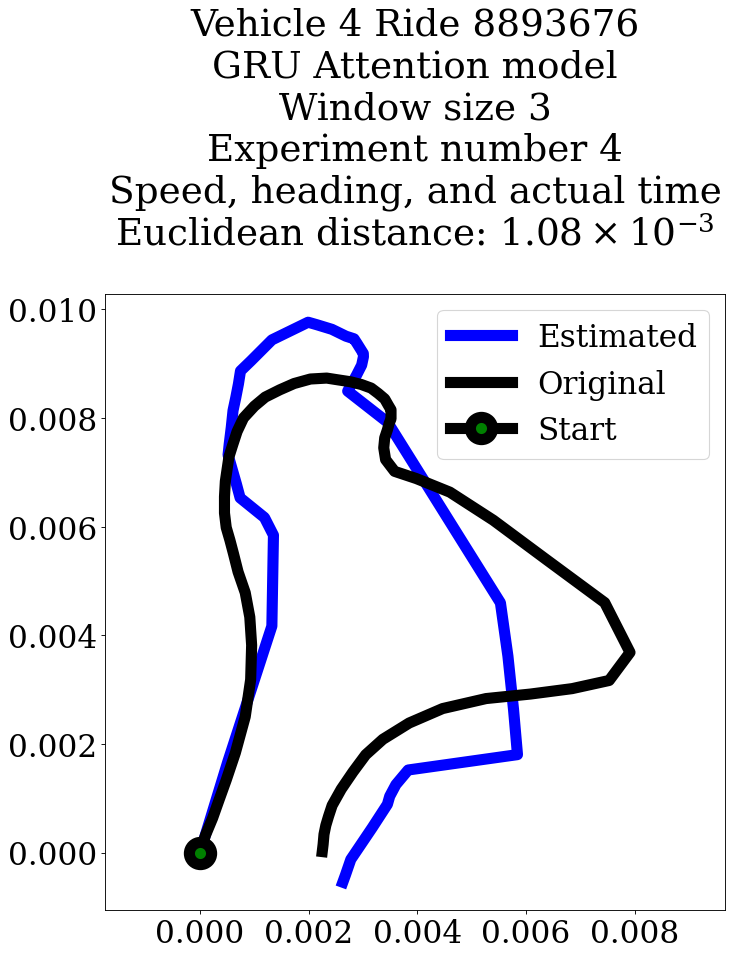 Vehicle 4 Ride 8893676
GRU Attention model
Window size 3
Experiment number 4
Speed, heading, and actual time
Euclidean distance: 1.08 × 10⁻³
0.010
0.008
0.006
0.004
0.002
0.000
Estimated
Original
Start
0.000 0.002 0.004 0.006 0.008